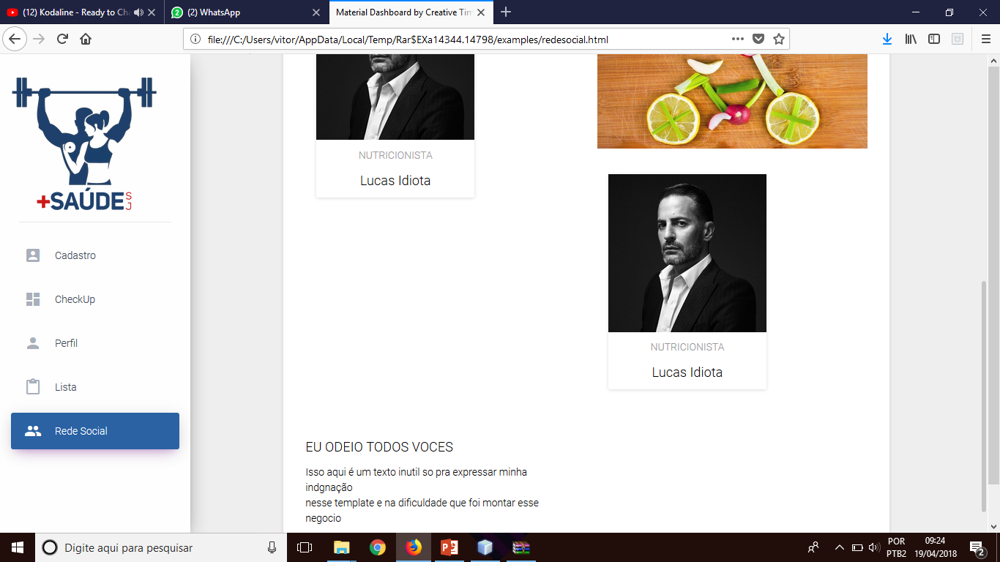 (12) Kodaline - Ready to Cha
(2) WhatsApp
Material Dashboard by Creative Tim
file:///C:/Users/vitor/AppData/Local/Temp/Rar$EXa14344.14798/examples/redesocial.html
+SAÚDE SJ
Cadastro
CheckUp
Perfil
Lista
Rede Social
NUTRICIONISTA
Lucas Idiota
NUTRICIONISTA
Lucas Idiota
EU ODEIO TODOS VOCES
Isso aqui é um texto inutil so pra expressar minha
indgnação
nesse template e na dificuldade que foi montar esse
negocio
Digite aqui para pesquisar
POR
PTB2
09:24
19/04/2018
2